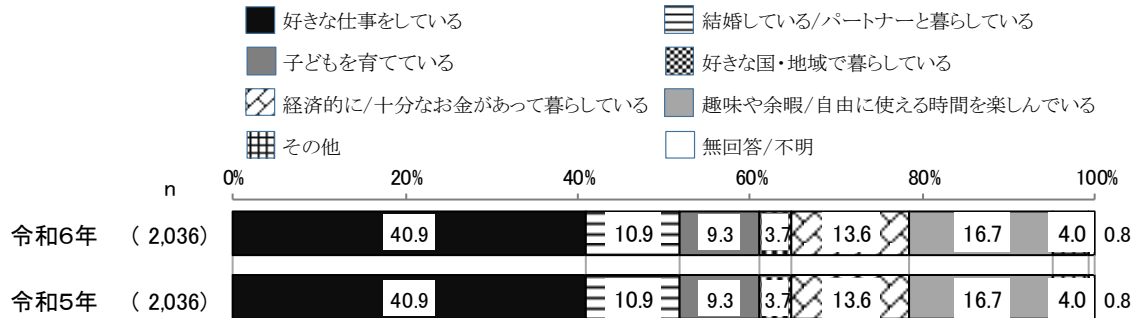 好きな仕事をしている 結婚している/パートナーと暮らしている
子どもを育てている 好きな国・地域で暮らしている
経済的に/十分なお金があって暮らしている 趣味や余暇/自由に使える時間を楽しんでいる
その他 無回答/不明
n 0% 20% 40% 60% 80% 100%
令和6年 ( 2,036) 40.9 10.9 9.3 3.7 13.6 16.7 4.0 0.8
令和5年 ( 2,036) 40.9 10.9 9.3 3.7 13.6 16.7 4.0 0.8